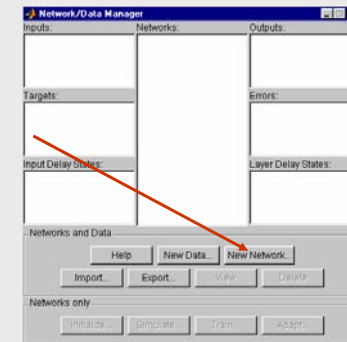 Network/Data Manager
Inputs: Networks: Outputs:
Targets: Errors:
Input Delay States: Layer Delay States:
Networks and Data
Help New Data... New Network...
Import... Export... View Delete
Networks only
Initialize... Simulate... Train... Adapt...